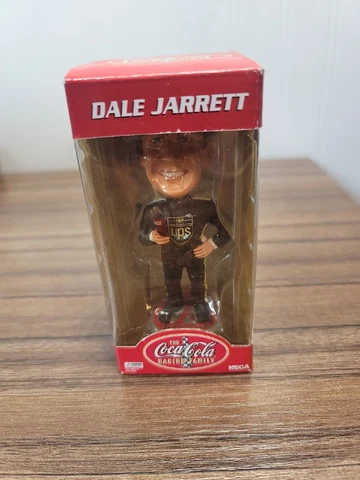 DALE JARRETT
ups
THE
Coca-Cola
RACING FAMILY
NECA